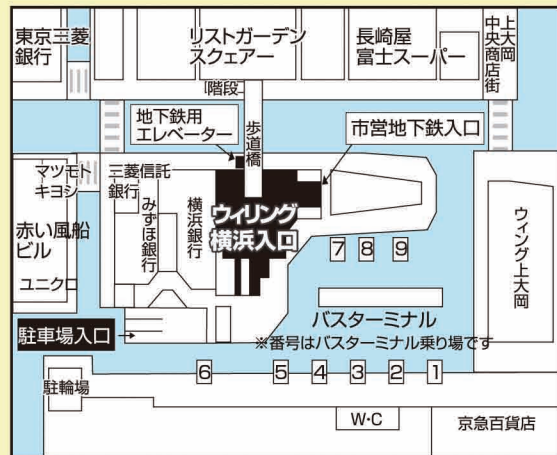 東京三菱
銀行
リストガーデン
スクェアー
長崎屋
富士スーパー
上大岡
中央商店街
階段
地下鉄用
エレベーター
歩道橋
市営地下鉄入口
マツモト
キヨシ
三菱信託
銀行
みずほ銀行
横浜銀行
ウィリング
横浜入口
赤い風船
ビル
ユニクロ
ウィング上大岡
7
8
9
駐車場入口
バスターミナル
※番号はバスターミナル乗り場です
6
5
4
3
2
1
駐輪場
W・C
京急百貨店